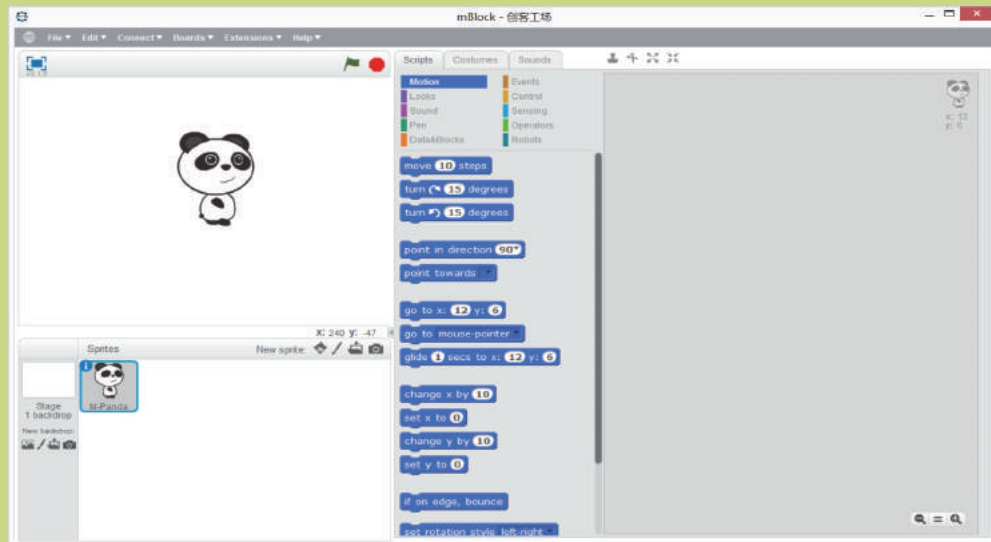 mBlock - 创客工场
File Edit Connect Boards Extensions Help
Scripts Costumes Sounds
Motion Events
Looks Control
Sound Sensing
Pen Operators
Data&Blocks Robots
x: 12
y: 6
move 10 steps
turn 15 degrees
turn 15 degrees
point in direction 90°
point towards
go to x: 12 y: 6
go to mouse-pointer
glide 1 secs to x: 12 y: 6
change x by 10
set x to 0
change y by 10
set y to 0
if on edge, bounce
set rotation style left-right
X: 240 y: -47
Sprites New sprite:
M-Panda
Stage
1 backdrop
New backdrop: